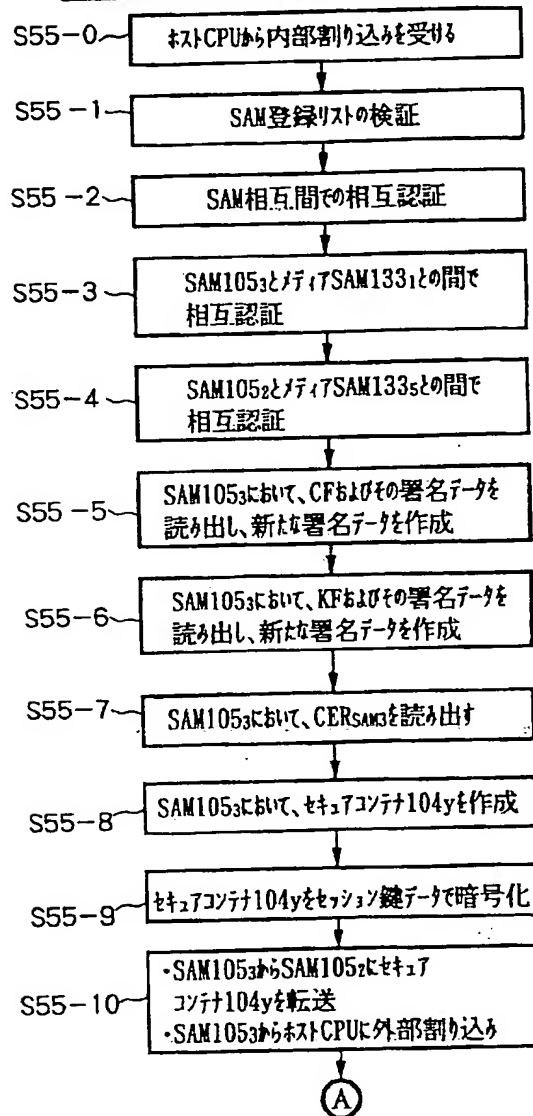 S55-0
ホストCPUから内部割り込みを受ける
S55-1
SAM登録リストの検証
S55-2
SAM相互間での相互認証
S55-3
SAM105₃とメディアSAM133₁との間で
相互認証
S55-4
SAM105₂とメディアSAM133₅との間で
相互認証
S55-5
SAM105₃において、CFおよびその署名データを
読み出し、新たな署名データを作成
S55-6
SAM105₃において、KFおよびその署名データを
読み出し、新たな署名データを作成
S55-7
SAM105₃において、CERSAM3を読み出す
S55-8
SAM105₃において、セキュアコンテナ104yを作成
S55-9
セキュアコンテナ104yをセッション鍵データで暗号化
S55-10
・SAM105₃からSAM105₂にセキュア
コンテナ104yを転送
・SAM105₃からホストCPUに外部割り込み
A